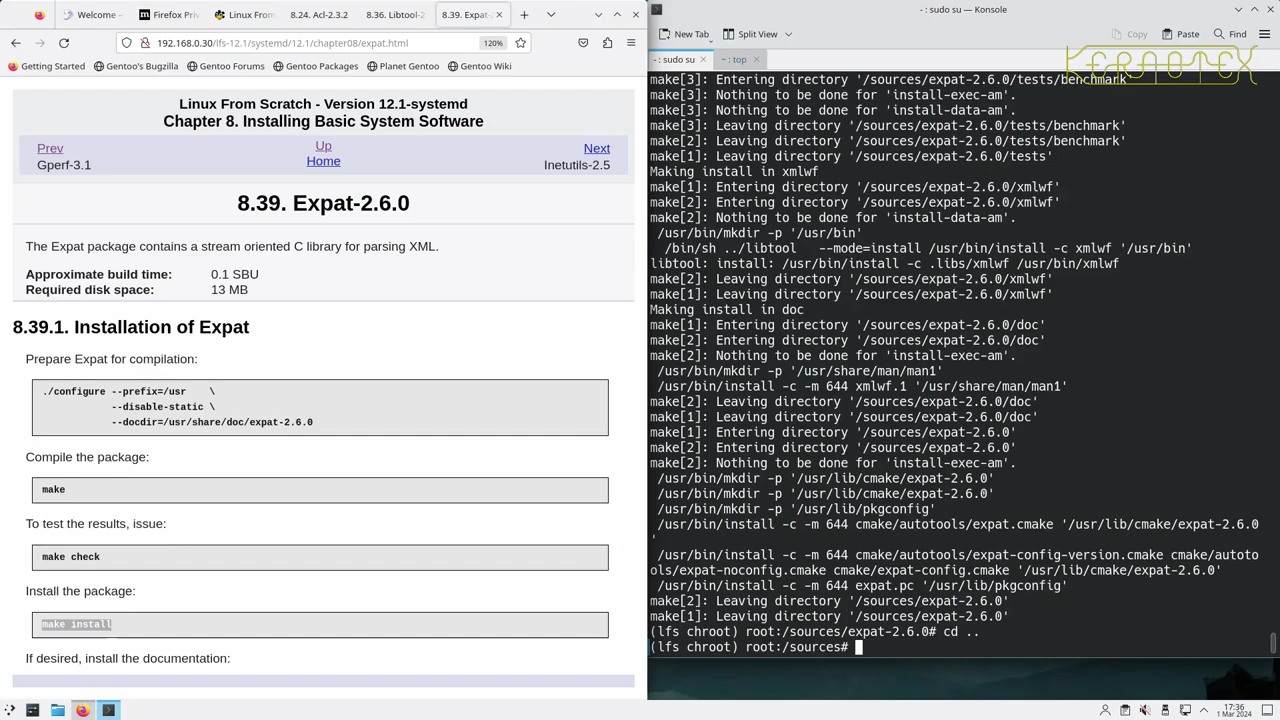 Welcome -
Firefox Priv
Linux From
8.24. Acl-2.3.2
8.36. Libtool-2
8.39. Expat-
192.168.0.30/lfs-12.1/systemd/12.1/chapter08/expat.html
120%
Getting Started
Gentoo's Bugzilla
Gentoo Forums
Gentoo Packages
Planet Gentoo
Gentoo Wiki
Linux From Scratch - Version 12.1-systemd
Chapter 8. Installing Basic System Software
Prev
Up
Next
Gperf-3.1
Home
Inetutils-2.5
8.39. Expat-2.6.0
The Expat package contains a stream oriented C library for parsing XML.
Approximate build time: 0.1 SBU
Required disk space: 13 MB
8.39.1. Installation of Expat
Prepare Expat for compilation:
./configure --prefix=/usr    \
            --disable-static \
            --docdir=/usr/share/doc/expat-2.6.0
Compile the package:
make
To test the results, issue:
make check
Install the package:
make install
If desired, install the documentation:
- : sudo su — Konsole
New Tab
Split View
Copy
Paste
Find
- : sudo su
~ : top
KERNOTEX
make[3]: Entering directory '/sources/expat-2.6.0/tests/benchmark'
make[3]: Nothing to be done for 'install-exec-am'.
make[3]: Nothing to be done for 'install-data-am'.
make[3]: Leaving directory '/sources/expat-2.6.0/tests/benchmark'
make[2]: Leaving directory '/sources/expat-2.6.0/tests/benchmark'
make[1]: Leaving directory '/sources/expat-2.6.0/tests'
Making install in xmlwf
make[1]: Entering directory '/sources/expat-2.6.0/xmlwf'
make[2]: Entering directory '/sources/expat-2.6.0/xmlwf'
make[2]: Nothing to be done for 'install-data-am'.
 /usr/bin/mkdir -p '/usr/bin'
  /bin/sh ../libtool   --mode=install /usr/bin/install -c xmlwf '/usr/bin'
libtool: install: /usr/bin/install -c .libs/xmlwf /usr/bin/xmlwf
make[2]: Leaving directory '/sources/expat-2.6.0/xmlwf'
make[1]: Leaving directory '/sources/expat-2.6.0/xmlwf'
Making install in doc
make[1]: Entering directory '/sources/expat-2.6.0/doc'
make[2]: Entering directory '/sources/expat-2.6.0/doc'
make[2]: Nothing to be done for 'install-exec-am'.
 /usr/bin/mkdir -p '/usr/share/man/man1'
 /usr/bin/install -c -m 644 xmlwf.1 '/usr/share/man/man1'
make[2]: Leaving directory '/sources/expat-2.6.0/doc'
make[1]: Leaving directory '/sources/expat-2.6.0/doc'
make[1]: Entering directory '/sources/expat-2.6.0'
make[2]: Entering directory '/sources/expat-2.6.0'
make[2]: Nothing to be done for 'install-exec-am'.
 /usr/bin/mkdir -p '/usr/lib/cmake/expat-2.6.0'
 /usr/bin/mkdir -p '/usr/lib/cmake/expat-2.6.0'
 /usr/bin/mkdir -p '/usr/lib/pkgconfig'
 /usr/bin/install -c -m 644 cmake/autotools/expat.cmake '/usr/lib/cmake/expat-2.6.0
'
 /usr/bin/install -c -m 644 cmake/autotools/expat-config-version.cmake cmake/autoto
ols/expat-noconfig.cmake cmake/expat-config.cmake '/usr/lib/cmake/expat-2.6.0'
 /usr/bin/install -c -m 644 expat.pc '/usr/lib/pkgconfig'
make[2]: Leaving directory '/sources/expat-2.6.0'
make[1]: Leaving directory '/sources/expat-2.6.0'
(lfs chroot) root:/sources/expat-2.6.0# cd ..
(lfs chroot) root:/sources#
17:36
1 Mar 2024